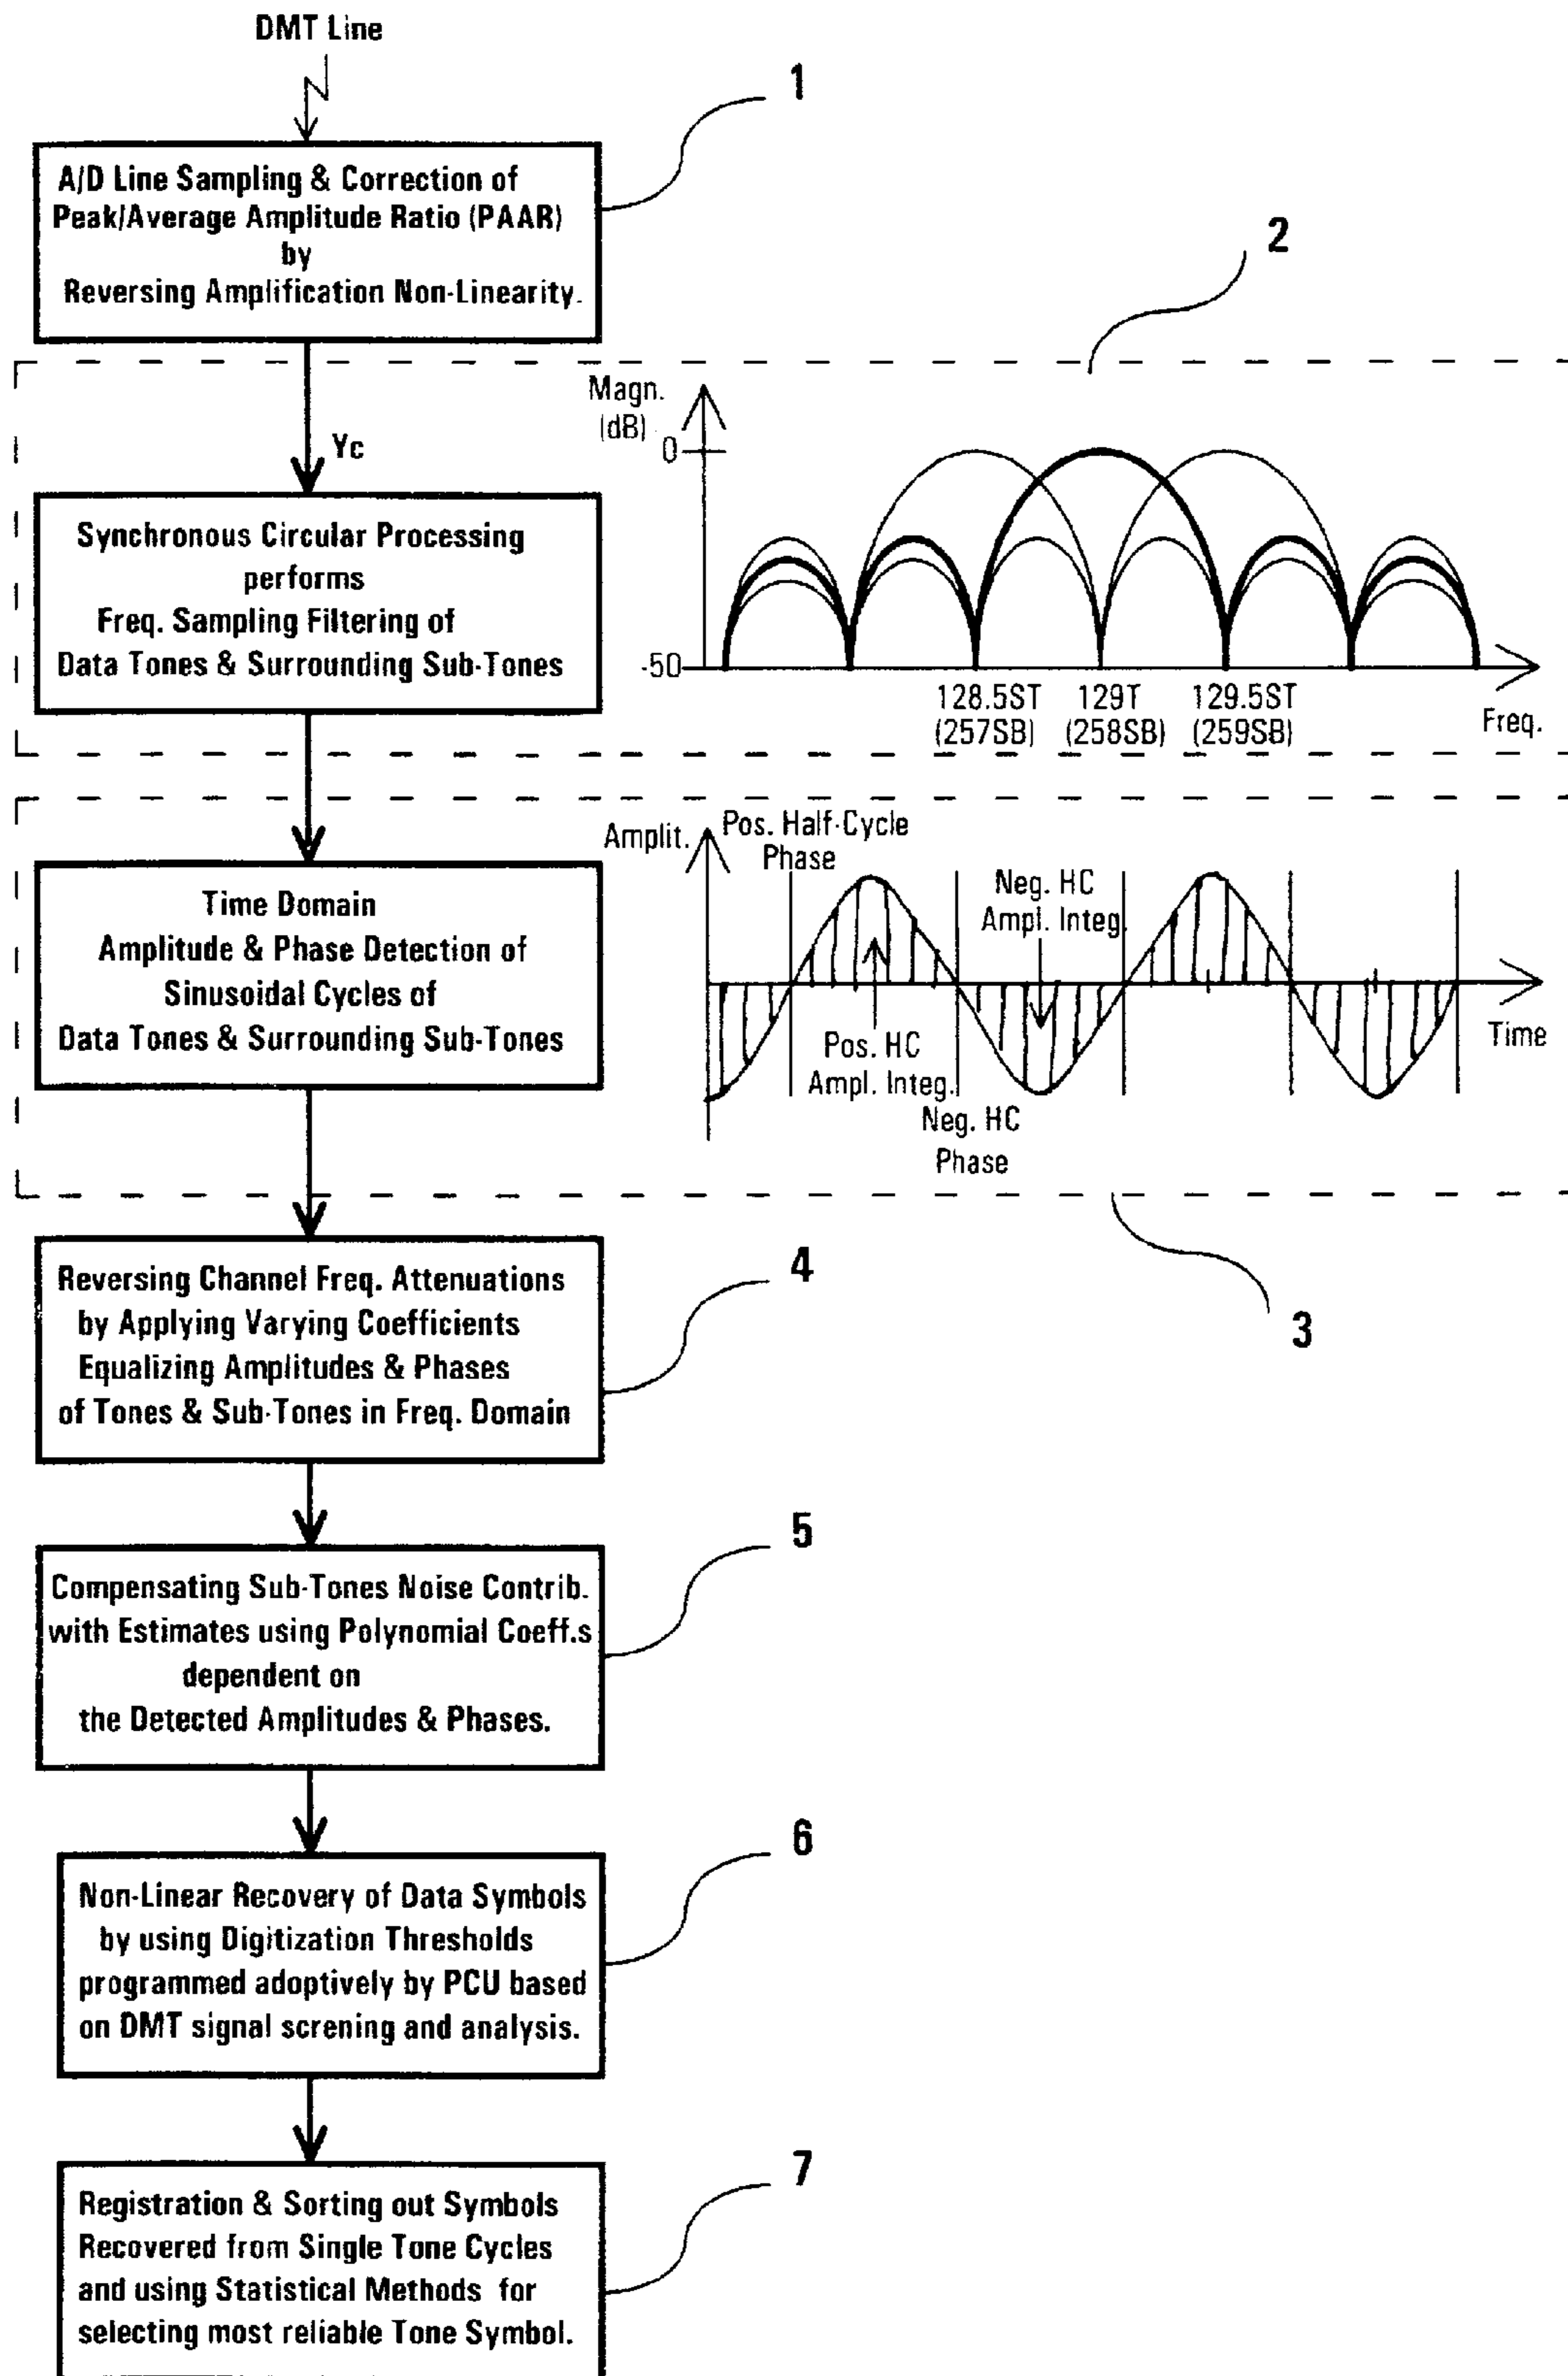 DMT Line
1
A/D Line Sampling & Correction of
Peak/Average Amplitude Ratio (PAAR)
by
Reversing Amplification Non-Linearity.
2
Yc
Synchronous Circular Processing
performs
Freq. Sampling Filtering of
Data Tones & Surrounding Sub-Tones
Magn.
(dB)
0
-50
128.5ST 129T 129.5ST
(257SB) (258SB) (259SB)
Freq.
Time Domain
Amplitude & Phase Detection of
Sinusoidal Cycles of
Data Tones & Surrounding Sub-Tones
Amplit.
Pos. Half-Cycle
Phase
Neg. HC
Ampl. Integ.
Pos. HC
Ampl. Integ.
Neg. HC
Phase
Time
3
4
Reversing Channel Freq. Attenuations
by Applying Varying Coefficients
Equalizing Amplitudes & Phases
of Tones & Sub-Tones in Freq. Domain
5
Compensating Sub-Tones Noise Contrib.
with Estimates using Polynomial Coeff.s
dependent on
the Detected Amplitudes & Phases.
6
Non-Linear Recovery of Data Symbols
by using Digitization Thresholds
programmed adoptively by PCU based
on DMT signal screning and analysis.
7
Registration & Sorting out Symbols
Recovered from Single Tone Cycles
and using Statistical Methods for
selecting most reliable Tone Symbol.